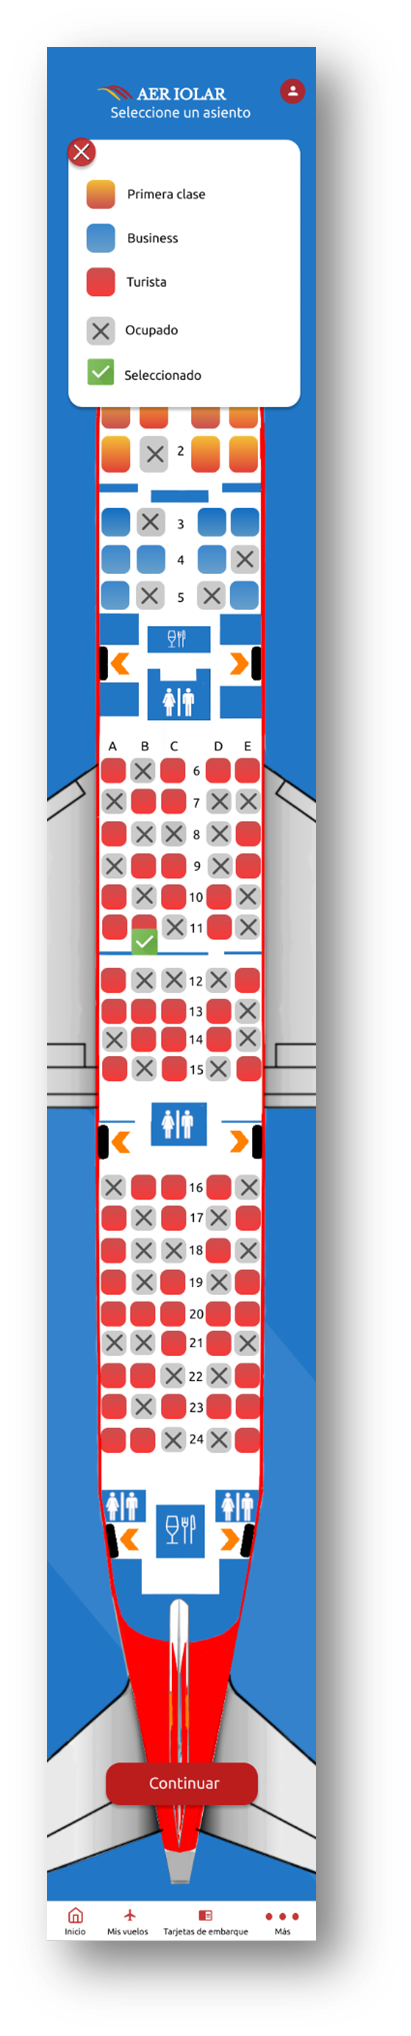 AER IOLAR
Seleccione un asiento
Primera clase
Business
Turista
Ocupado
Seleccionado
2
3
4
5
A B C D E
6
7
8
9
10
11
12
13
14
15
16
17
18
19
20
21
22
23
24
Continuar
Inicio Mis vuelos Tarjetas de embarque Más